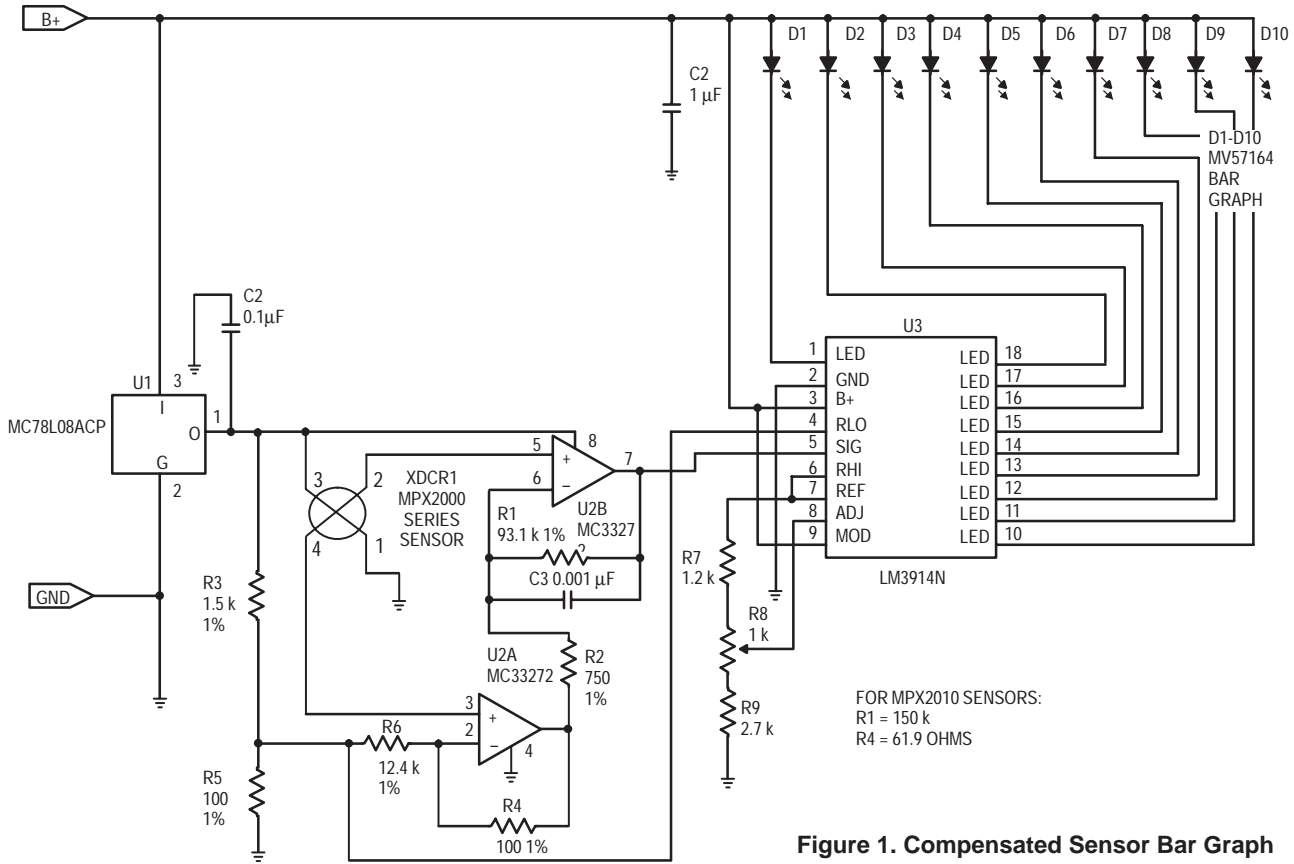 B+
D1 D2 D3 D4 D5 D6 D7 D8 D9 D10
C2
1 µF
D1-D10
MV57164
BAR
GRAPH
C2
0.1µF
U1 3
I
MC78L08ACP
O
1
G
2
GND
R3
1.5 k
1%
R5
100
1%
3
2
4
1
XDCR1
MPX2000
SERIES
SENSOR
5
+
6
−
8
7
U2B
MC3327
2
R1
93.1 k 1%
C3 0.001 µF
R2
750
1%
U2A
MC33272
3
+
2
−
4
R6
12.4 k
1%
R4
100 1%
U3
1 LED
2 GND
3 B+
4 RLO
5 SIG
6 RHI
7 REF
8 ADJ
9 MOD
LED 18
LED 17
LED 16
LED 15
LED 14
LED 13
LED 12
LED 11
LED 10
LM3914N
R7
1.2 k
R8
1 k
R9
2.7 k
FOR MPX2010 SENSORS:
R1 = 150 k
R4 = 61.9 OHMS
Figure 1. Compensated Sensor Bar Graph